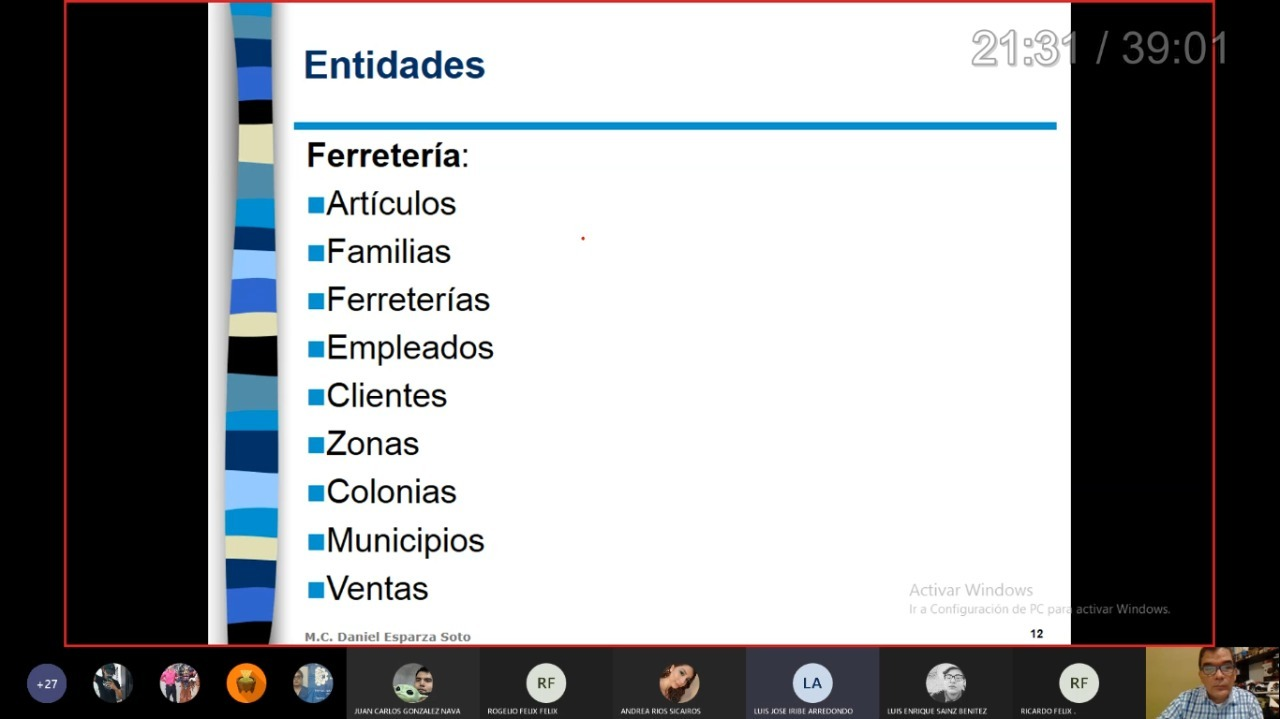 21:31 / 39:01
Entidades
Ferretería:
Artículos
Familias
Ferreterías
Empleados
Clientes
Zonas
Colonias
Municipios
Ventas
Activar Windows
Ir a Configuración de PC para activar Windows.
M.C. Daniel Esparza Soto
12
+27
JUAN CARLOS GONZALEZ NAVA
RF
ROGELIO FELIX FELIX
ANDREA RIOS SICAIROS
LA
LUIS JOSE IRIBE ARREDONDO
LUIS ENRIQUE SAINZ BENITEZ
RF
RICARDO FELIX .